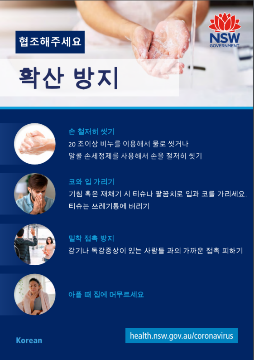 협조해주세요
NSW
GOVERNMENT
확산 방지
손 철저히 씻기
20 초이상 비누를 이용해서 물로 씻거나
알콜 손세정제를 사용해서 손을 철저히 씻기
코와 입 가리기
기침 혹은 재채기 시 티슈나 팔꿈치로 입과 코를 가리세요.
티슈는 쓰레기통에 버리기
밀착 접촉 방지
감기나 독감증상이 있는 사람들 과의 가까운 접촉 피하기
아플 때 집에 머무르세요
Korean
health.nsw.gov.au/coronavirus